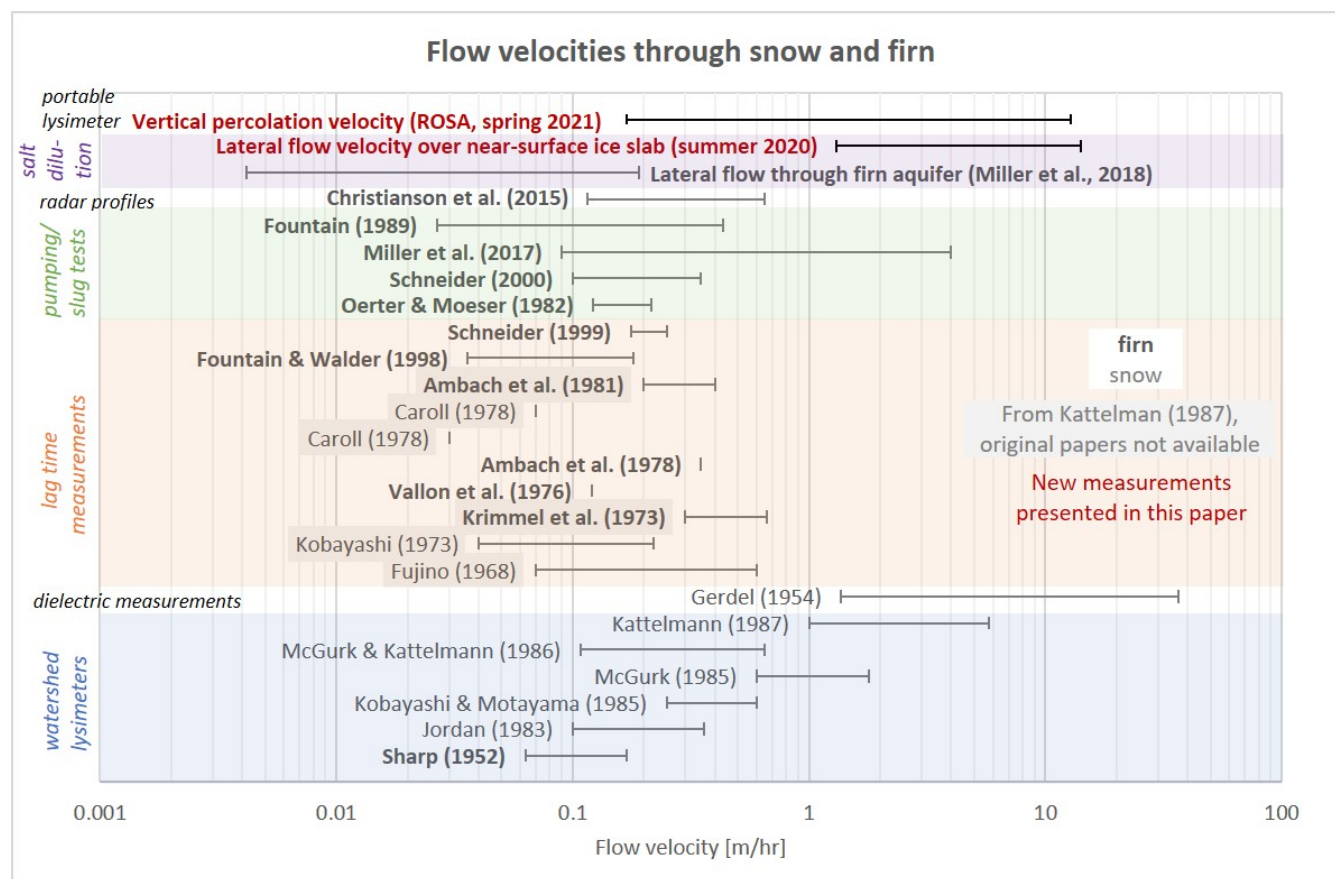 Flow velocities through snow and firn
portable
lysimeter
Vertical percolation velocity (ROSA, spring 2021)
salt
dilu-
tion
Lateral flow velocity over near-surface ice slab (summer 2020)
Lateral flow through firn aquifer (Miller et al., 2018)
radar profiles
Christianson et al. (2015)
pumping/
slug tests
Fountain (1989)
Miller et al. (2017)
Schneider (2000)
Oerter & Moeser (1982)
lag time
measurements
Schneider (1999)
Fountain & Walder (1998)
Ambach et al. (1981)
Caroll (1978)
Caroll (1978)
Ambach et al. (1978)
Vallon et al. (1976)
Krimmel et al. (1973)
Kobayashi (1973)
Fujino (1968)
firn
snow
From Kattelman (1987),
original papers not available
New measurements
presented in this paper
dielectric measurements
Gerdel (1954)
watershed
lysimeters
Kattelmann (1987)
McGurk & Kattelmann (1986)
McGurk (1985)
Kobayashi & Motayama (1985)
Jordan (1983)
Sharp (1952)
0.001 0.01 0.1 1 10 100
Flow velocity [m/hr]